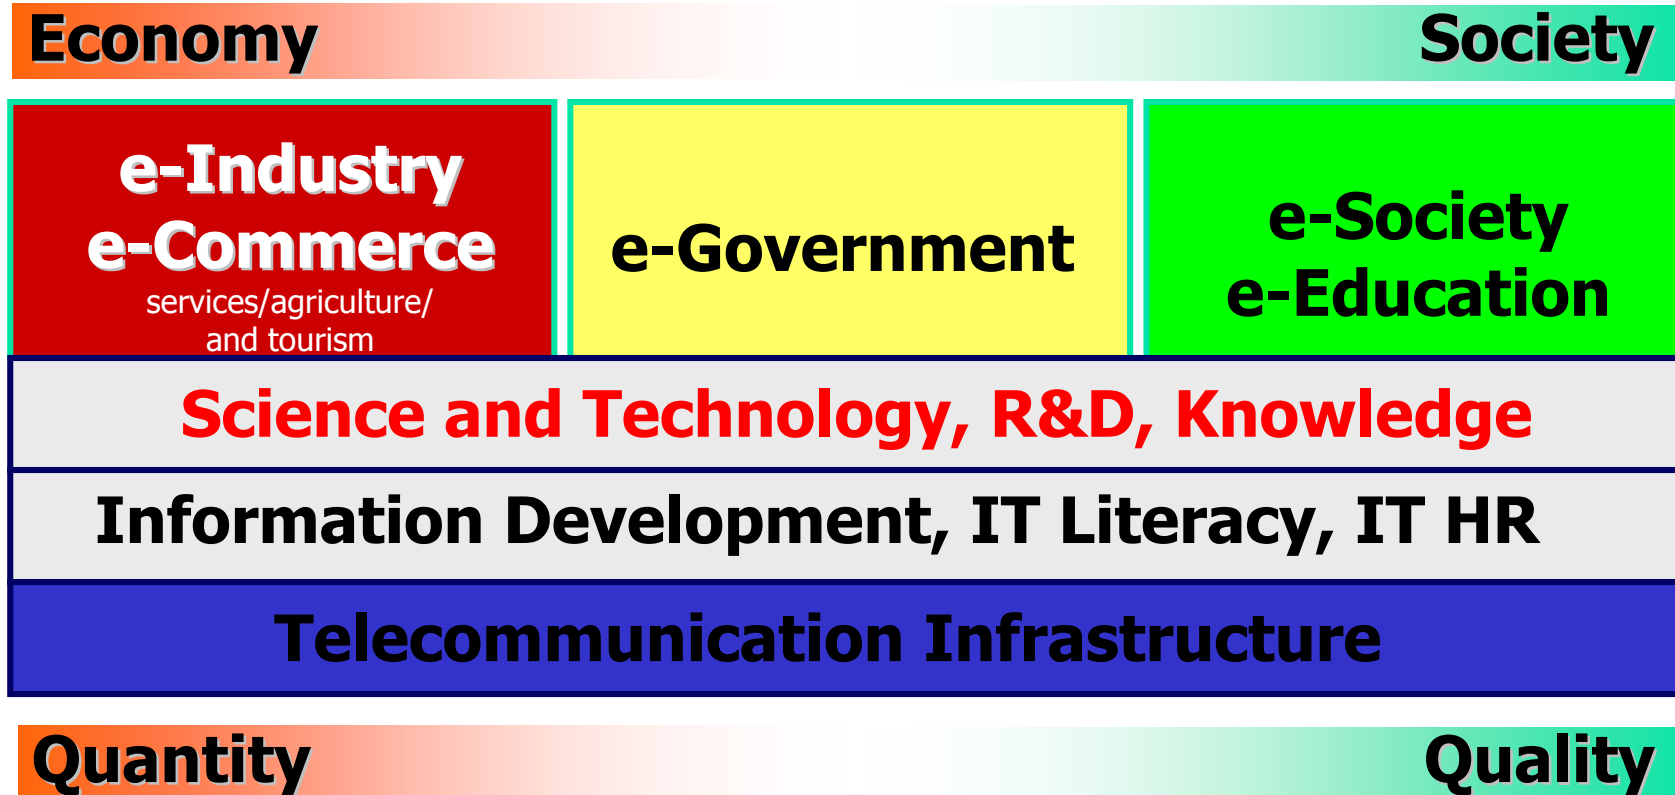 Economy Society
e-Industry
e-Commerce
services/agriculture/
and tourism
e-Government
e-Society
e-Education
Science and Technology, R&D, Knowledge
Information Development, IT Literacy, IT HR
Telecommunication Infrastructure
Quantity Quality